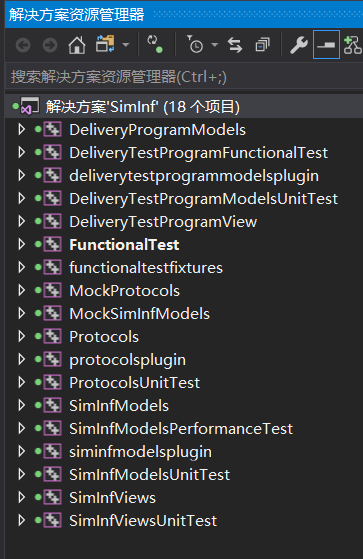 解决方案资源管理器
搜索解决方案资源管理器(Ctrl+;)
解决方案'SimInf' (18 个项目)
DeliveryProgramModels
DeliveryTestProgramFunctionalTest
deliverytestprogrammodelsplugin
DeliveryTestProgramModelsUnitTest
DeliveryTestProgramView
FunctionalTest
functionaltestfixtures
MockProtocols
MockSimInfModels
Protocols
protocolsplugin
ProtocolsUnitTest
SimInfModels
SimInfModelsPerformanceTest
siminfmodelsplugin
SimInfModelsUnitTest
SimInfViews
SimInfViewsUnitTest